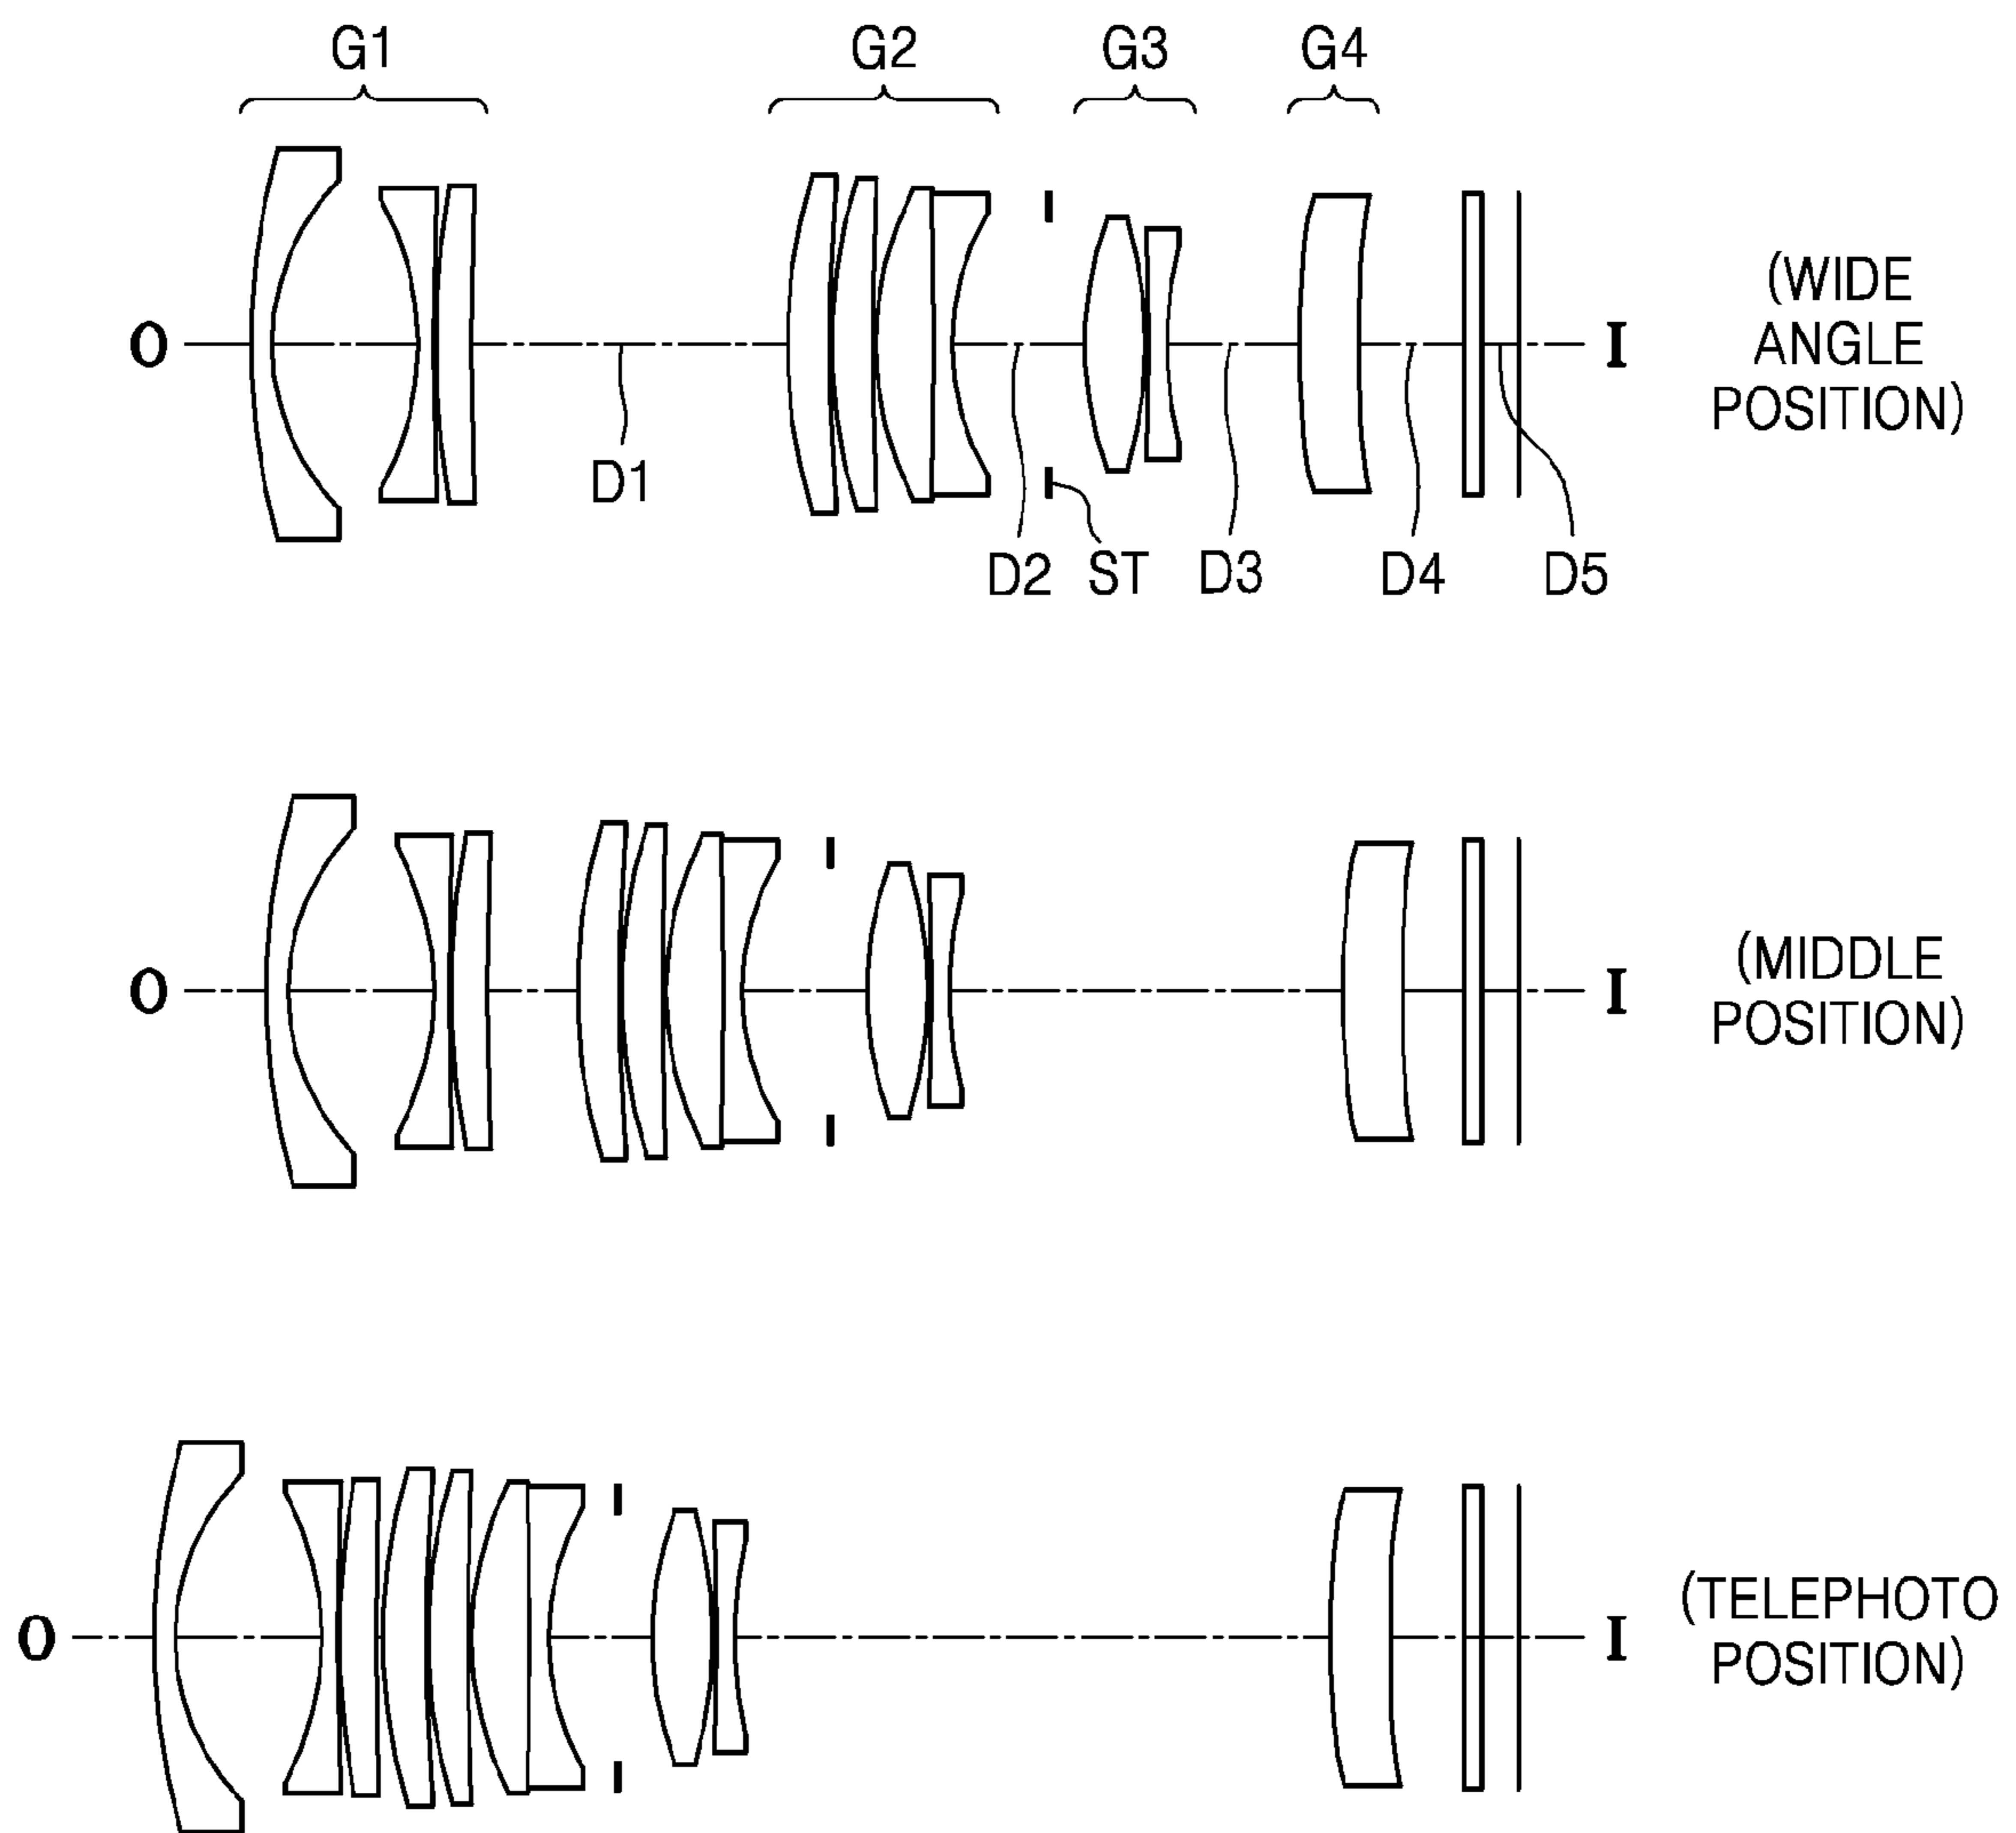 G1 G2 G3 G4
O I
(WIDE
ANGLE
POSITION)
D1
D2 ST D3 D4 D5
O I
(MIDDLE
POSITION)
O I
(TELEPHOTO
POSITION)